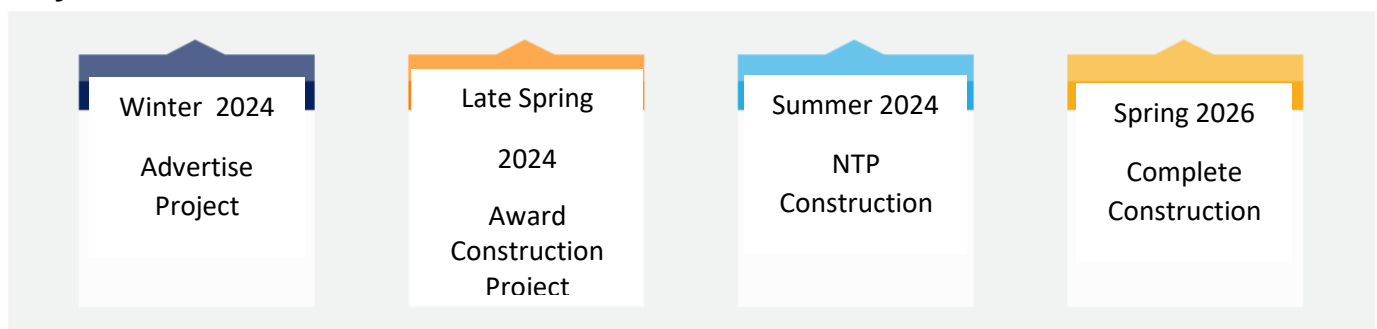 Winter 2024
Advertise
Project
Late Spring
2024
Award
Construction
Project
Summer 2024
NTP
Construction
Spring 2026
Complete
Construction